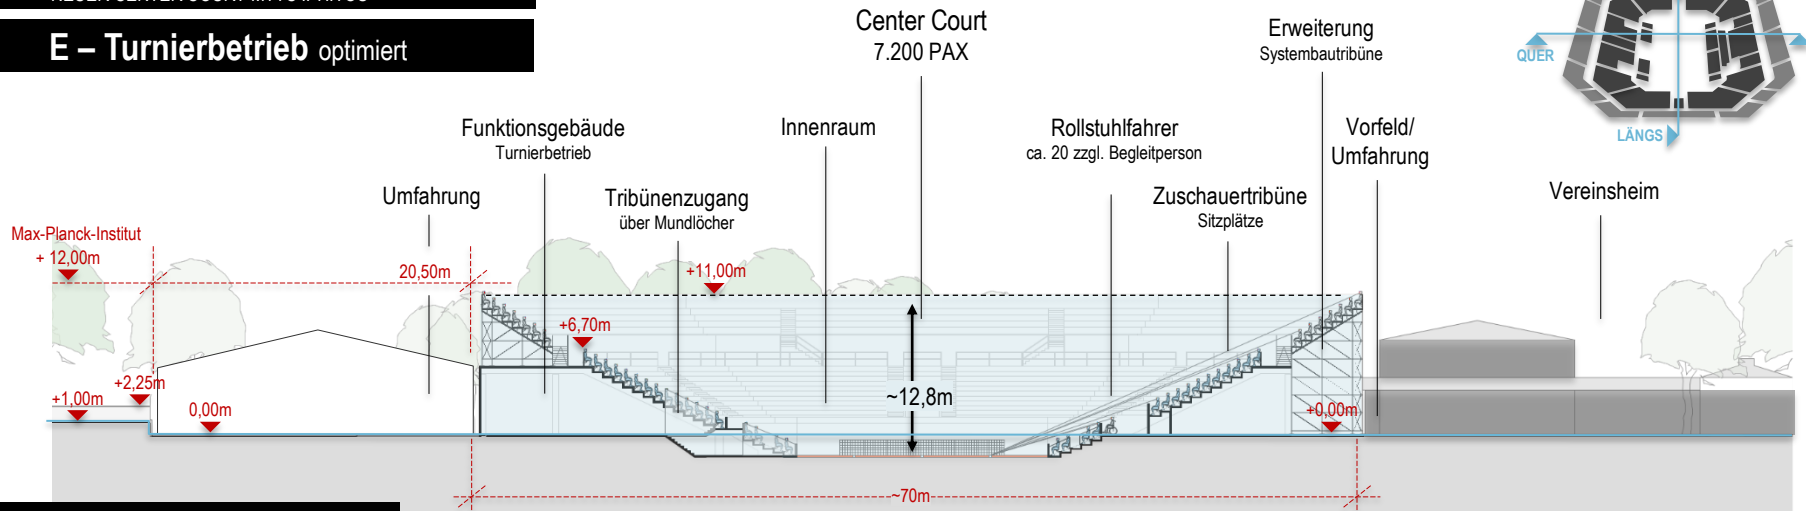 E – Turnierbetrieb optimiert
Center Court
7.200 PAX
Erweiterung
Systembautribüne
QUER
LÄNGS
Funktionsgebäude
Turnierbetrieb
Innenraum
Rollstuhlfahrer
ca. 20 zzgl. Begleitperson
Vorfeld/
Umfahrung
Umfahrung
Tribünenzugang
über Mundlöcher
Zuschauertribüne
Sitzplätze
Vereinsheim
Max-Planck-Institut
+ 12,00m
20,50m
+11,00m
+6,70m
+2,25m
+1,00m
0,00m
~12,8m
+0,00m
~70m